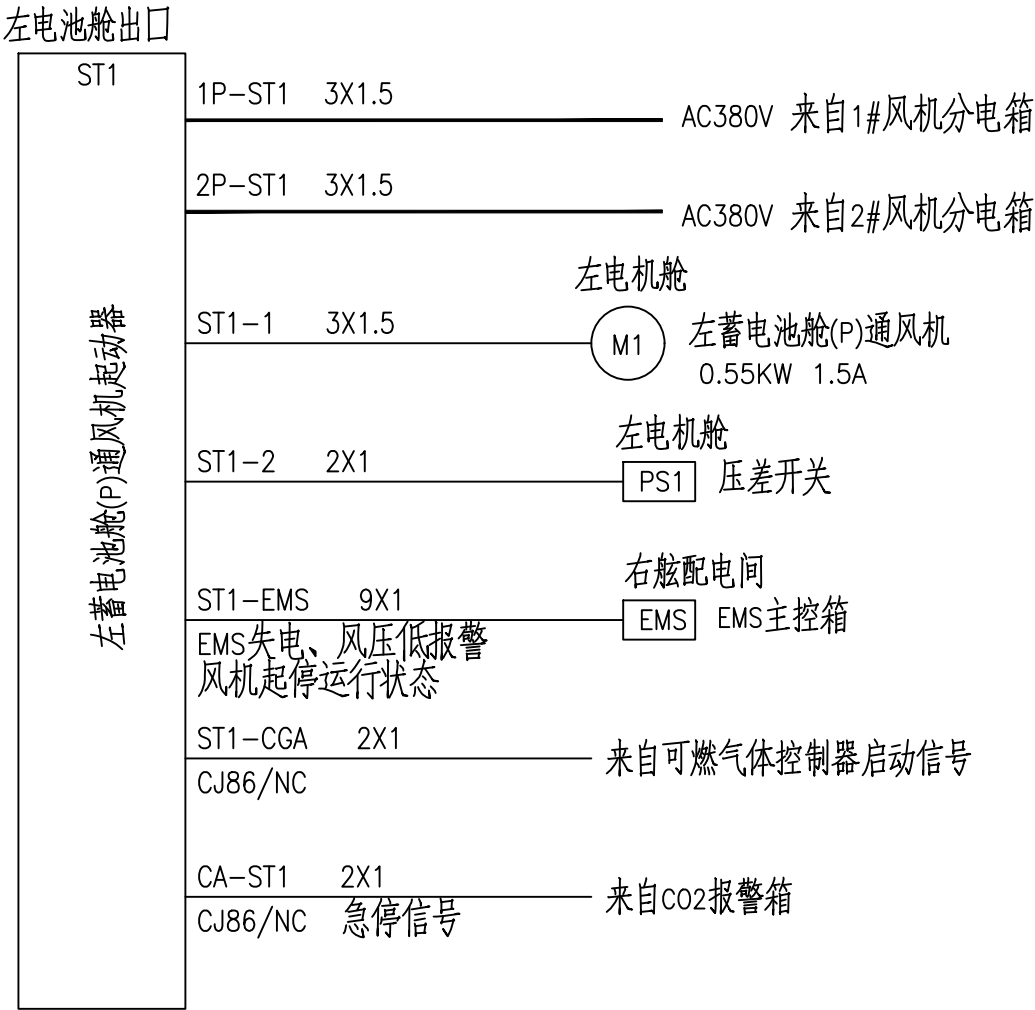 左电池舱出口
ST1
左蓄电池舱(P)通风机起动器
1P-ST1 3X1.5
AC380V 来自1#风机分电箱
2P-ST1 3X1.5
AC380V 来自2#风机分电箱
左电机舱
ST1-1 3X1.5
M1
左蓄电池舱(P)通风机
0.55KW 1.5A
左电机舱
ST1-2 2X1
PS1
压差开关
右舷配电间
ST1-EMS 9X1
EMS
EMS主控箱
EMS失电、风压低报警
风机起停运行状态
ST1-CGA 2X1
来自可燃气体控制器启动信号
CJ86/NC
CA-ST1 2X1
来自CO2报警箱
CJ86/NC 急停信号